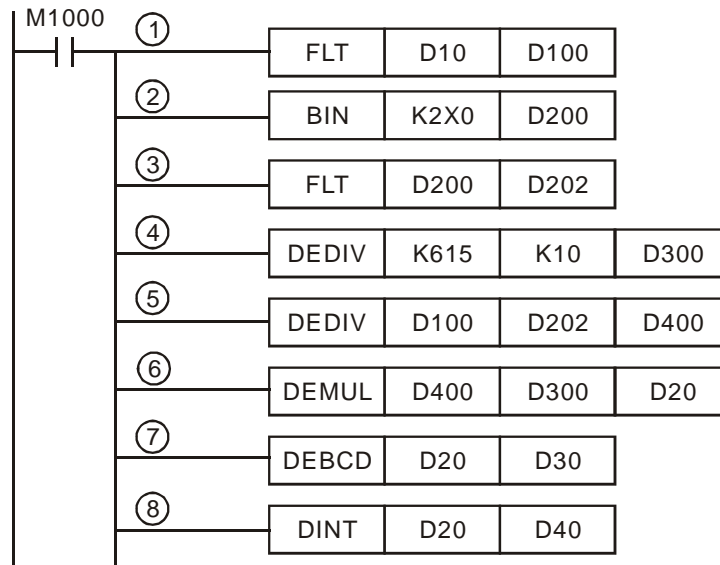 M1000
1 FLT D10 D100
2 BIN K2X0 D200
3 FLT D200 D202
4 DEDIV K615 K10 D300
5 DEDIV D100 D202 D400
6 DEMUL D400 D300 D20
7 DEBCD D20 D30
8 DINT D20 D40